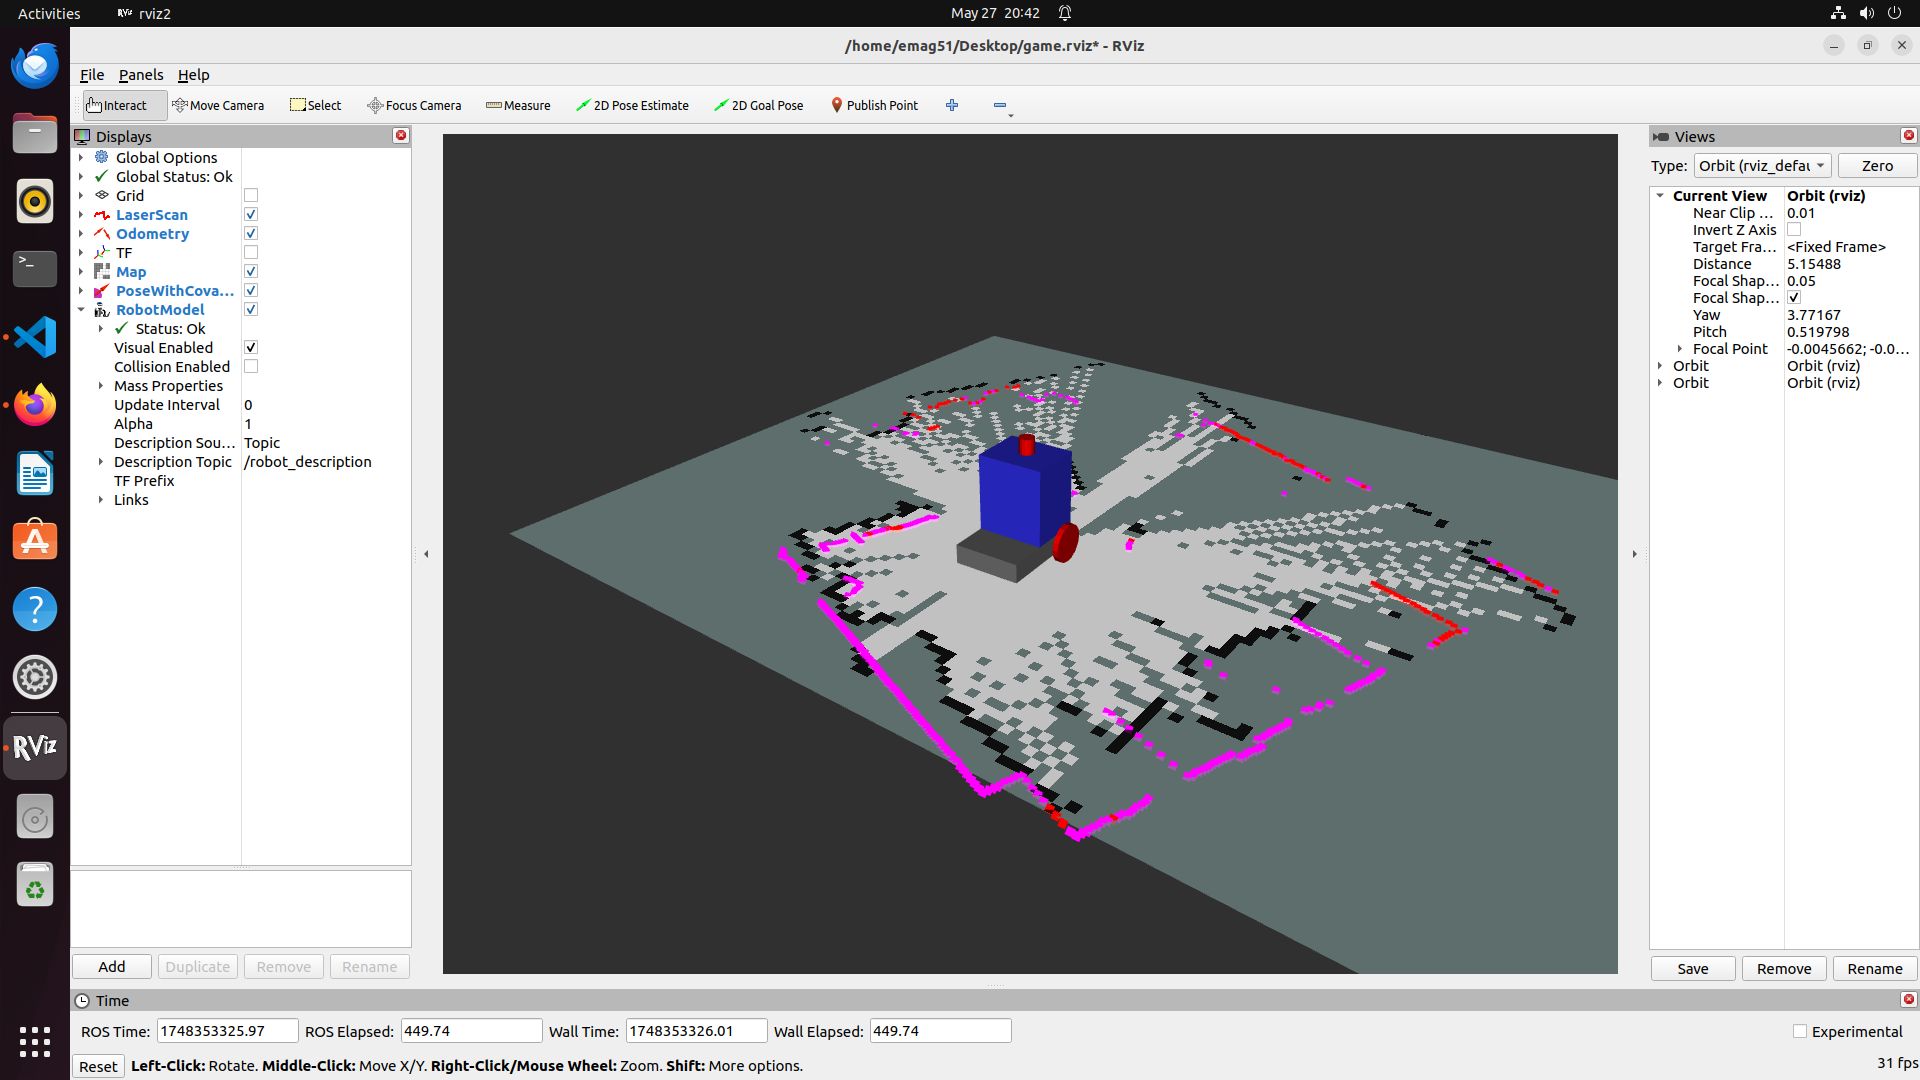 Activities rviz2 May 27 20:42
/home/emag51/Desktop/game.rviz* - RViz
File Panels Help
Interact Move Camera Select Focus Camera Measure 2D Pose Estimate 2D Goal Pose Publish Point
Displays
Global Options
Global Status: Ok
Grid
LaserScan
Odometry
TF
Map
PoseWithCova...
RobotModel
Status: Ok
Visual Enabled
Collision Enabled
Mass Properties
Update Interval 0
Alpha 1
Description Sou... Topic
Description Topic /robot_description
TF Prefix
Links
Add Duplicate Remove Rename
Views
Type: Orbit (rviz_defau Zero
Current View Orbit (rviz)
Near Clip ... 0.01
Invert Z Axis
Target Fra... <Fixed Frame>
Distance 5.15488
Focal Shap... 0.05
Focal Shap...
Yaw 3.77167
Pitch 0.519798
Focal Point -0.0045662; -0.0...
Orbit Orbit (rviz)
Orbit Orbit (rviz)
Save Remove Rename
RViz
Time
ROS Time: 1748353325.97 ROS Elapsed: 449.74 Wall Time: 1748353326.01 Wall Elapsed: 449.74 Experimental
Reset Left-Click: Rotate. Middle-Click: Move X/Y. Right-Click/Mouse Wheel: Zoom. Shift: More options. 31 fps